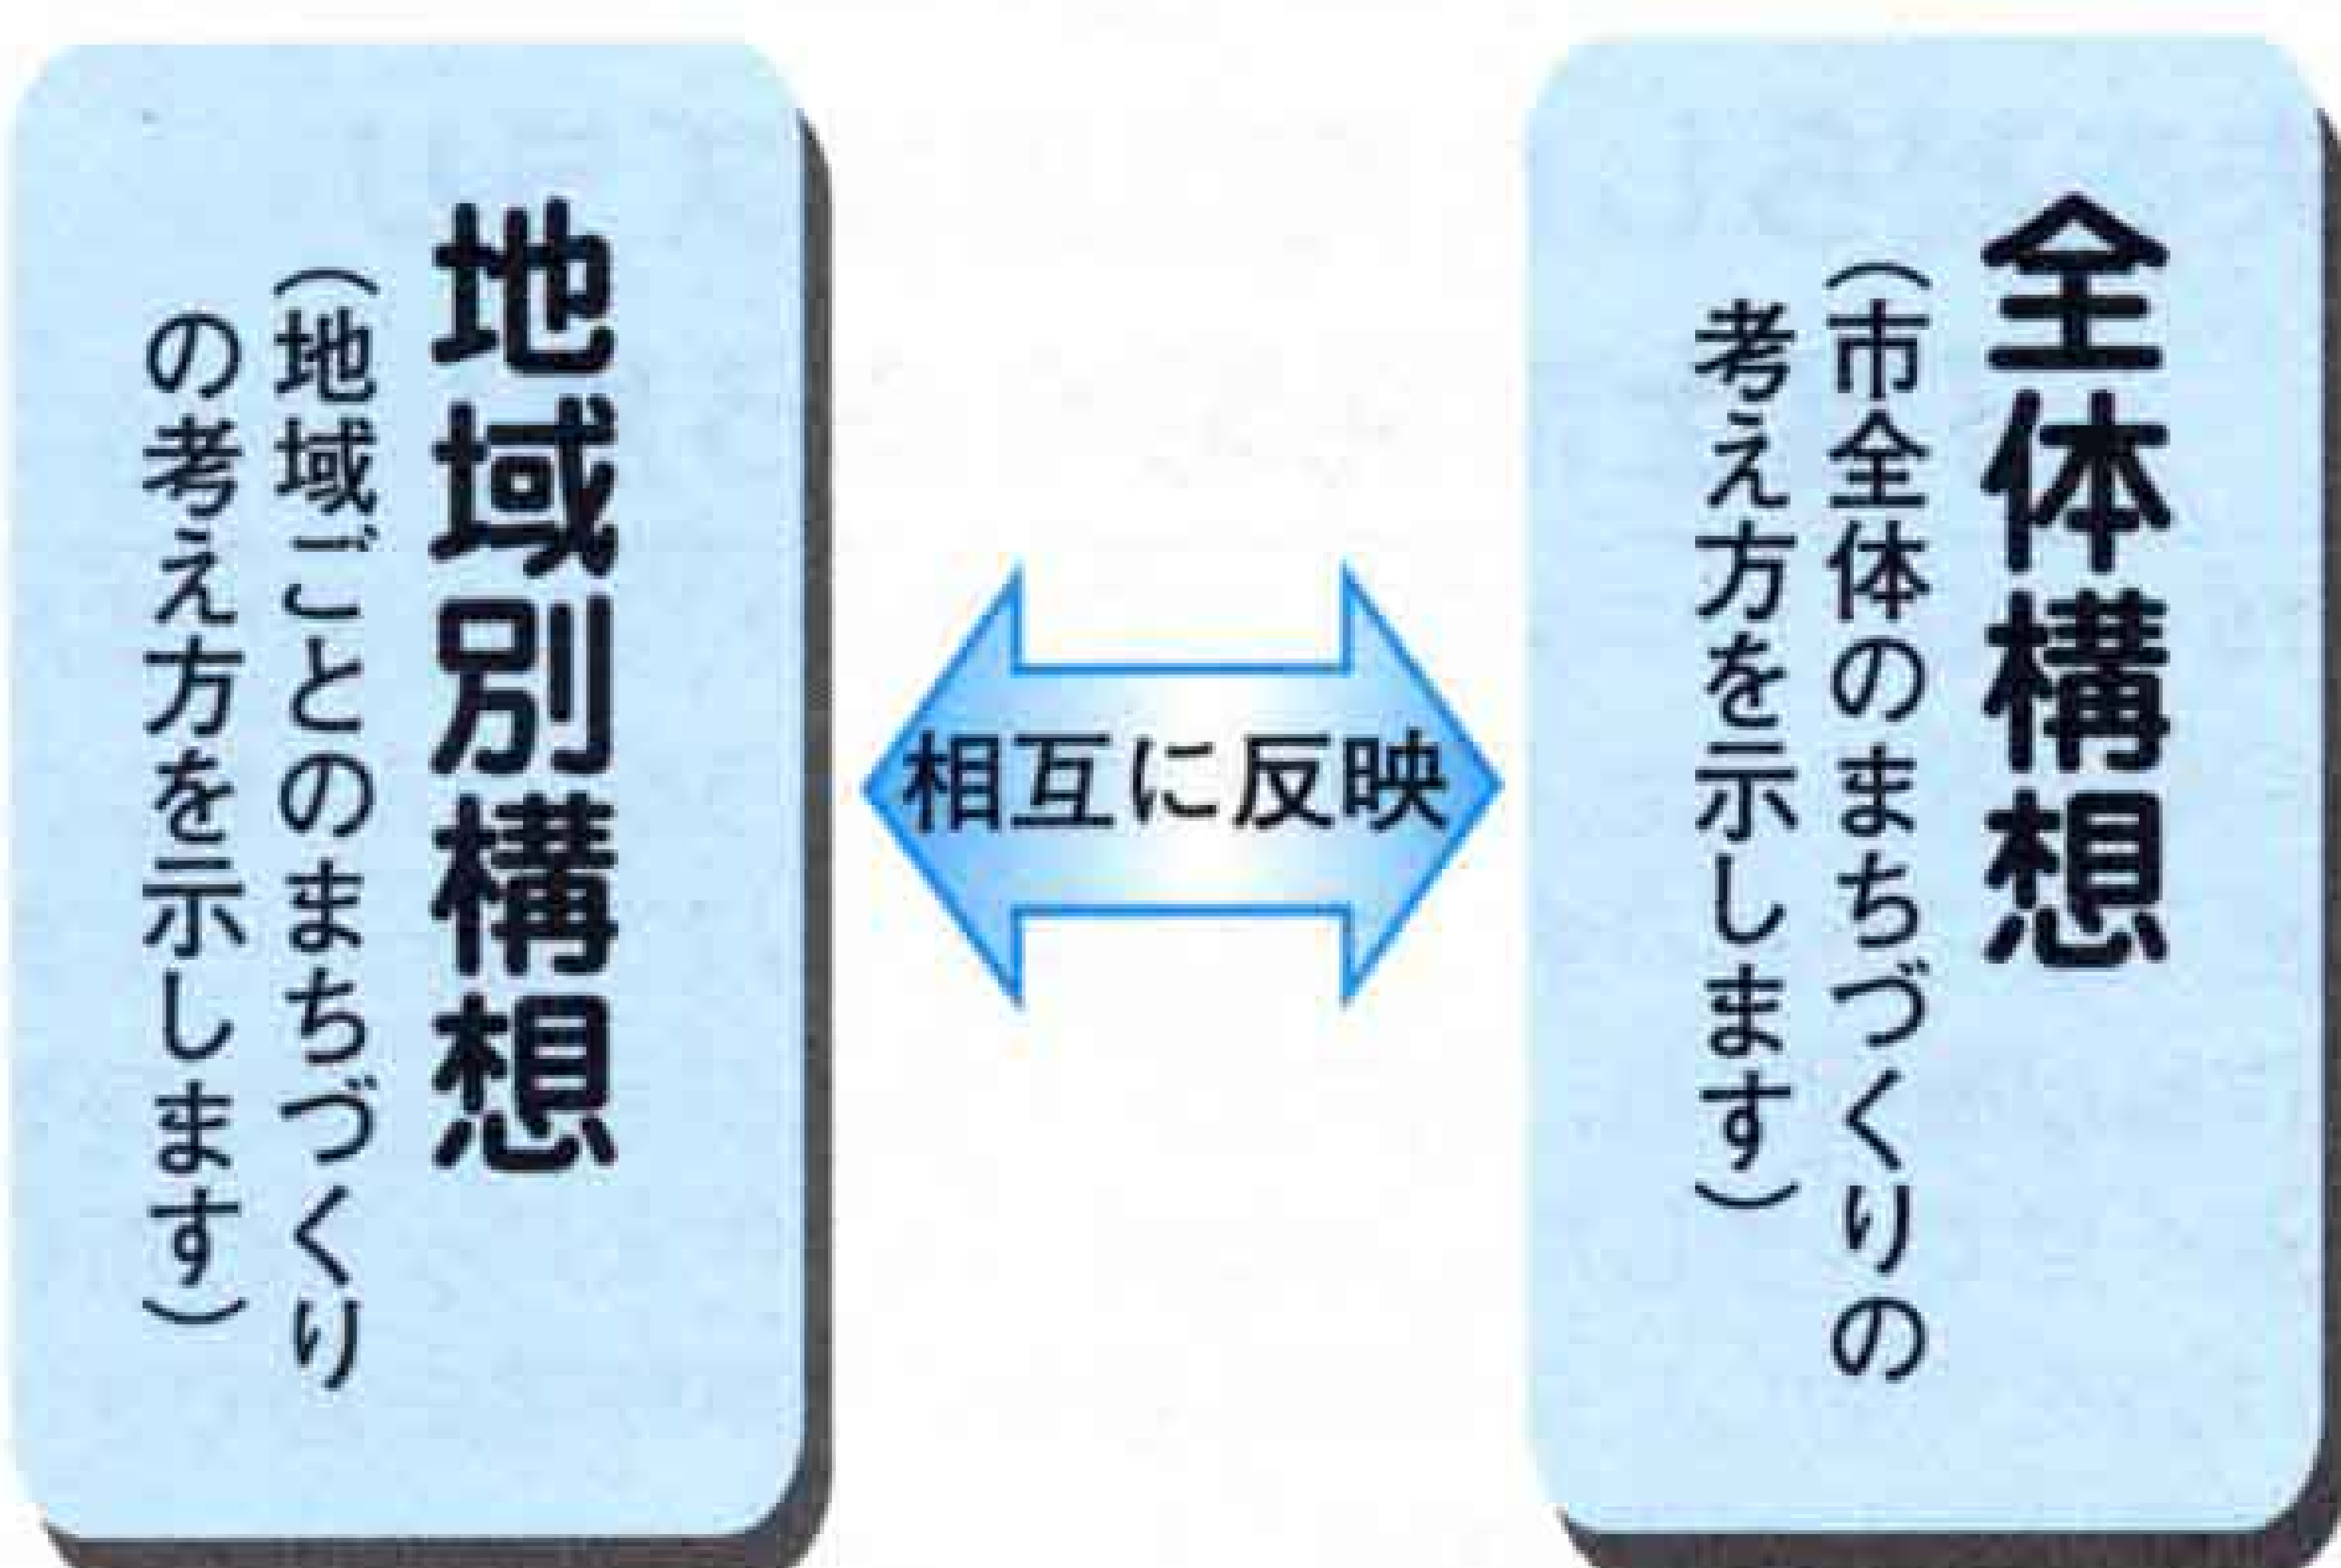 全体構想
(市全体のまちづくりの
考え方を示します)
相互に反映
地域別構想
(地域ごとのまちづくり
の考え方を示します)